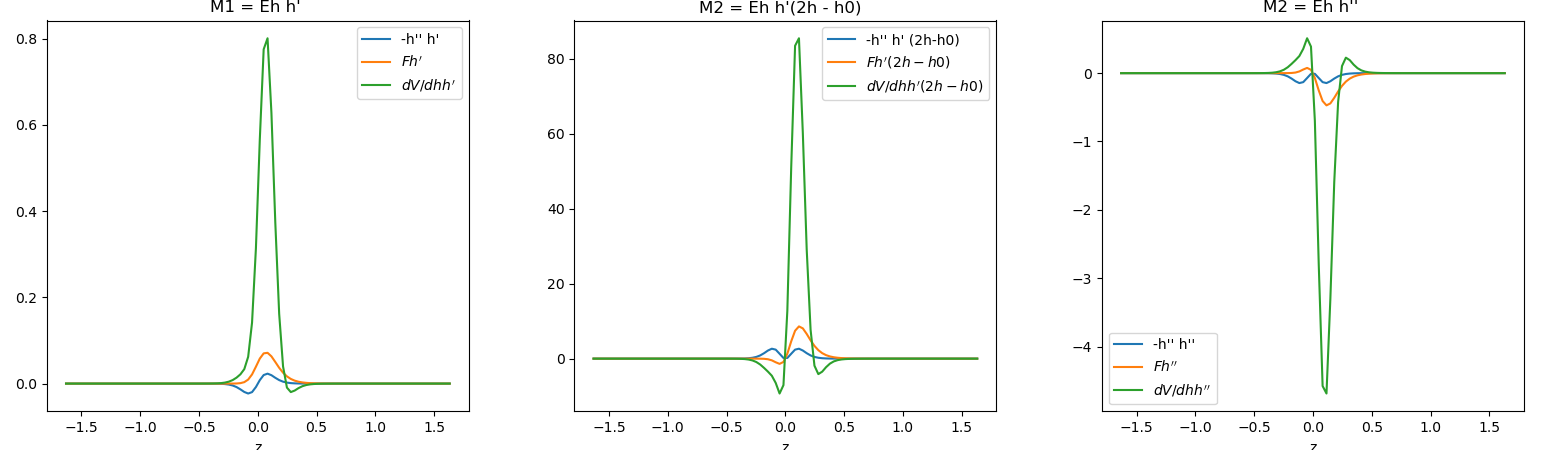 M1 = Eh h'
0.8
0.6
0.4
0.2
0.0
-h'' h'
Fh′
dV/dhh′
−1.5 −1.0 −0.5 0.0 0.5 1.0 1.5
z
M2 = Eh h'(2h - h0)
80
60
40
20
0
-h'' h' (2h-h0)
Fh′(2h − h0)
dV/dhh′(2h − h0)
−1.5 −1.0 −0.5 0.0 0.5 1.0 1.5
z
M2 = Eh h''
0
−1
−2
−3
−4
-h'' h''
Fh″
dV/dhh″
−1.5 −1.0 −0.5 0.0 0.5 1.0 1.5
z